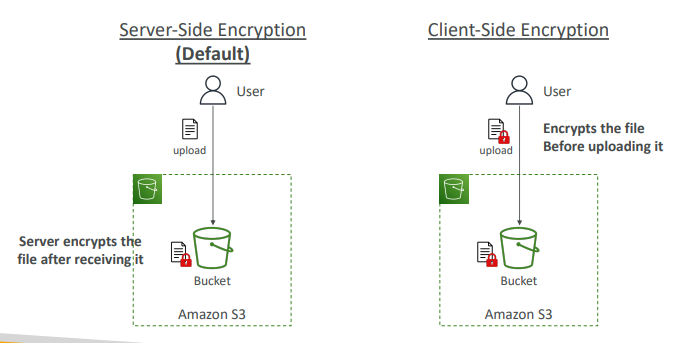 Server-Side Encryption
(Default)
User
upload
Server encrypts the
file after receiving it
Bucket
Amazon S3
Client-Side Encryption
User
Encrypts the file
Before uploading it
upload
Bucket
Amazon S3